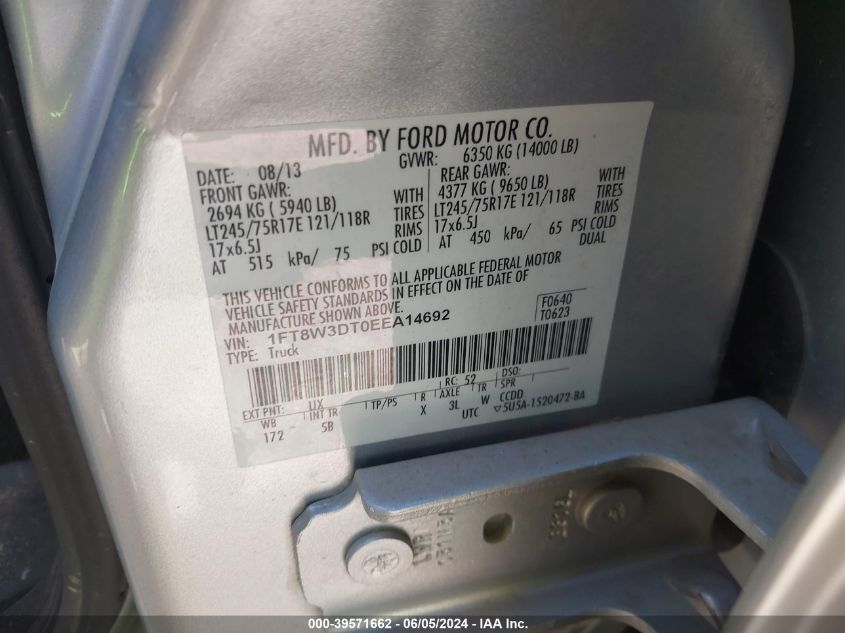 MFD. BY FORD MOTOR CO.
DATE: 08/13 GVWR: 6350 KG (14000 LB)
FRONT GAWR: REAR GAWR:
2694 KG (5940 LB) WITH 4377 KG (9650 LB) WITH
LT245/75R17E 121/118R TIRES LT245/75R17E 121/118R TIRES
17x6.5J RIMS 17x6.5J RIMS
AT 515 kPa/ 75 PSI COLD AT 450 kPa/ 65 PSI COLD
DUAL
THIS VEHICLE CONFORMS TO ALL APPLICABLE FEDERAL MOTOR
VEHICLE SAFETY STANDARDS IN EFFECT ON THE DATE OF
MANUFACTURE SHOWN ABOVE.
VIN: 1FT8W3DT0EEA14692 F0640
TYPE: Truck T0623
RC: 52 DSO:
EXT PNT: UX INT TR TP/PS R AXLE TR SPR
WB X 3L W CCDD
172 5B UTC ▽5U5A-1520472-BA
000-39571662 - 06/05/2024 - IAA Inc.